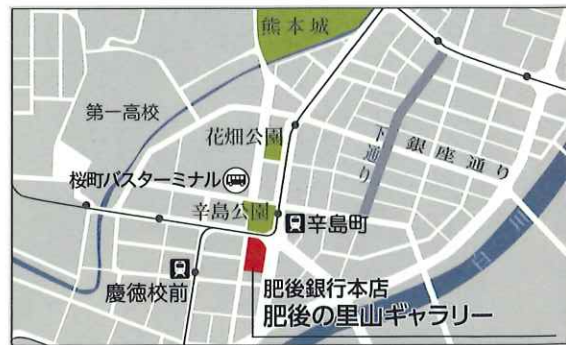 熊本城
第一高校
花畑公園
下通り
銀座通り
桜町バスターミナル
辛島公園
辛島町
白川
慶徳校前
肥後銀行本店
肥後の里山ギャラリー